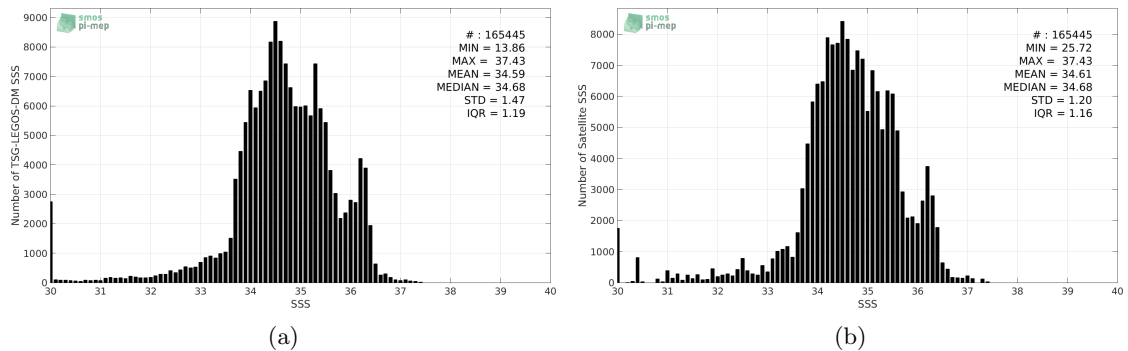 smos
pi-mep
# : 165445
MIN = 13.86
MAX = 37.43
MEAN = 34.59
MEDIAN = 34.68
STD = 1.47
IQR = 1.19
Number of TSG-LEGOS-DM SSS
9000
8000
7000
6000
5000
4000
3000
2000
1000
0
30 31 32 33 34 35 36 37 38 39 40
SSS
(a)
smos
pi-mep
# : 165445
MIN = 25.72
MAX = 37.43
MEAN = 34.61
MEDIAN = 34.68
STD = 1.20
IQR = 1.16
Number of Satellite SSS
8000
7000
6000
5000
4000
3000
2000
1000
0
30 31 32 33 34 35 36 37 38 39 40
SSS
(b)